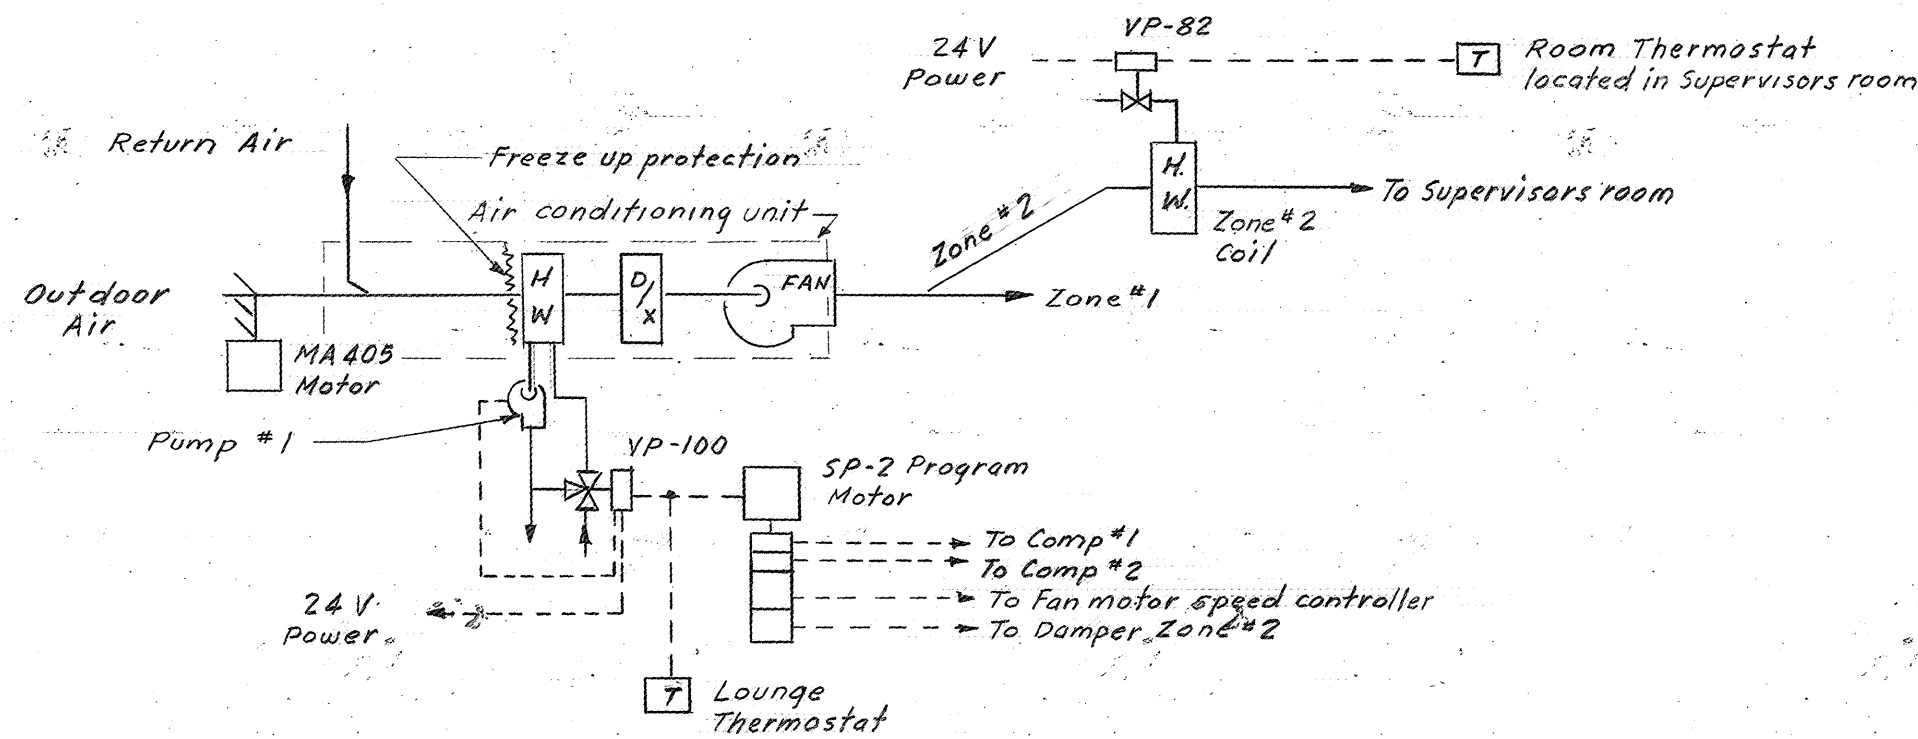 VP-82
24 V
Power
T
Room Thermostat
located in Supervisors room
Return Air
Freeze up protection
H.
W.
To Supervisors room
Air conditioning unit
Zone #2
Zone #2
Coil
Outdoor
Air
H
W
D/
X
FAN
Zone #1
MA405
Motor
Pump #1
VP-100
SP-2 Program
Motor
To Comp #1
To Comp #2
24 V.
Power
To Fan motor speed controller
To Damper Zone #2
T
Lounge
Thermostat